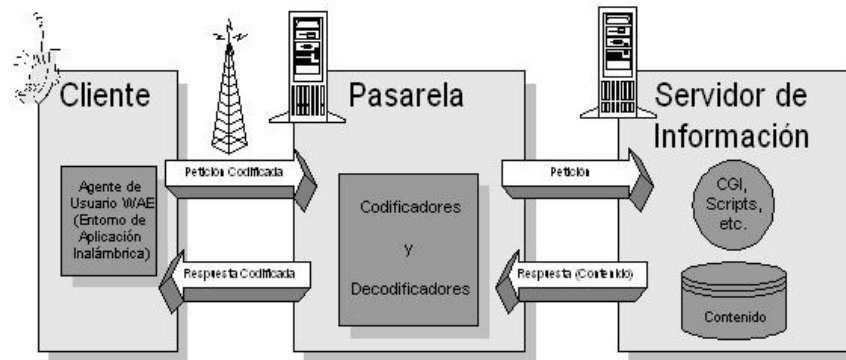 Cliente
Pasarela
Servidor de
Información
Agente de
Usuario WAE
(Entorno de
Aplicación
Inalámbrica)
Petición Codificada
Respuesta Codificada
Codificadores
y
Decodificadores
Petición
Respuesta (Contenido)
CGI,
Scripts,
etc.
Contenido